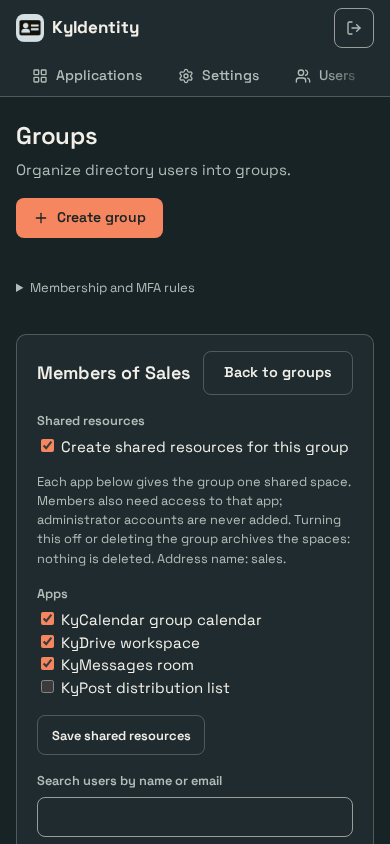 KyIdentity
Applications
Settings
Users
Groups
Organize directory users into groups.
Create group
Membership and MFA rules
Members of Sales
Back to groups
Shared resources
Create shared resources for this group
Each app below gives the group one shared space.
Members also need access to that app;
administrator accounts are never added. Turning
this off or deleting the group archives the spaces:
nothing is deleted. Address name: sales.
Apps
KyCalendar group calendar
KyDrive workspace
KyMessages room
KyPost distribution list
Save shared resources
Search users by name or email